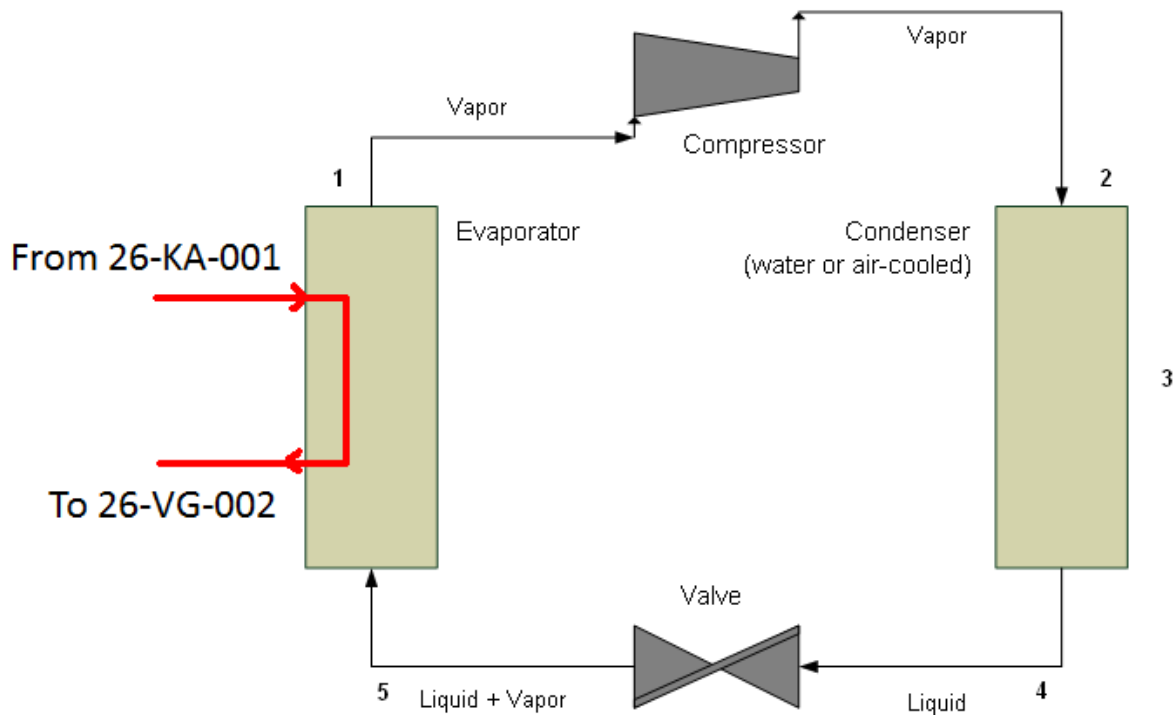 Vapor
Vapor
Compressor
1
2
Evaporator
Condenser
(water or air-cooled)
From 26-KA-001
3
To 26-VG-002
Valve
5
Liquid + Vapor
Liquid
4